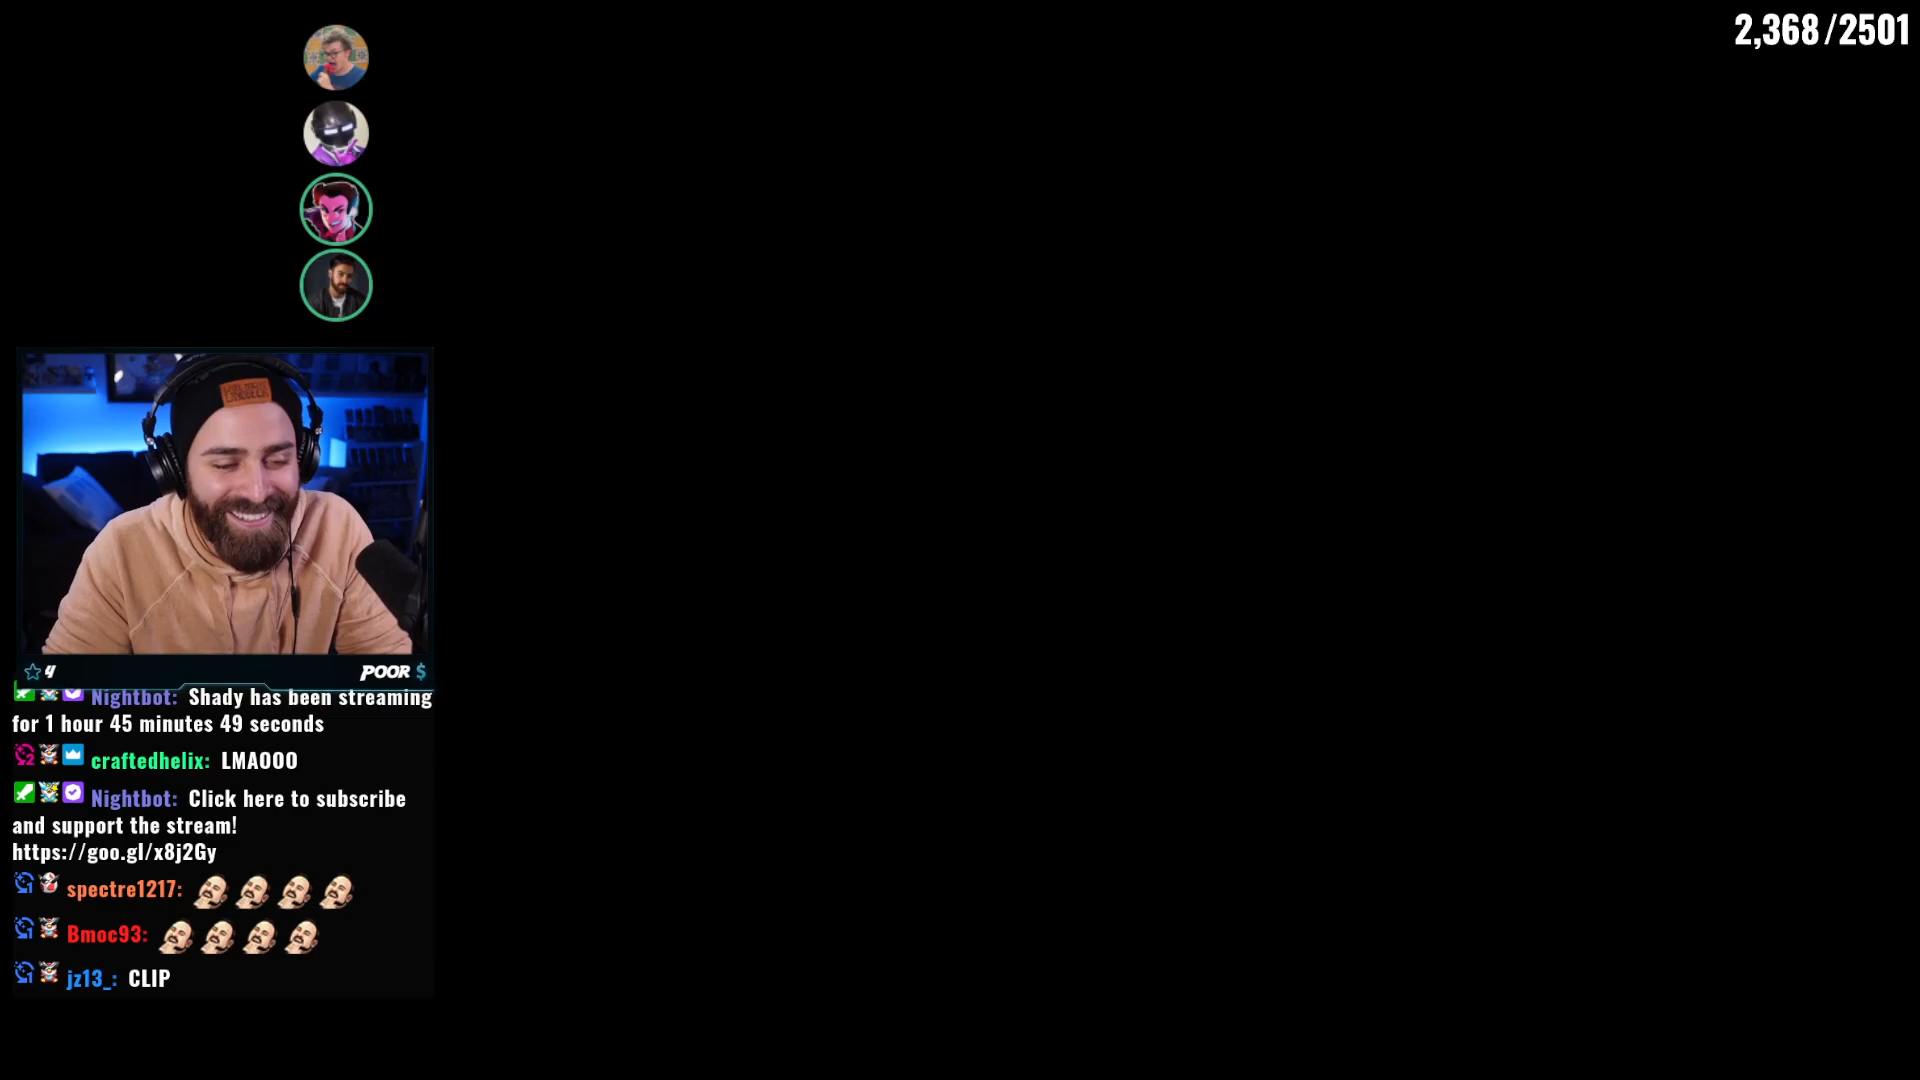 2,368/2501
4 POOR $
Nightbot: Shady has been streaming
for 1 hour 45 minutes 49 seconds
craftedhelix: LMAOOO
Nightbot: Click here to subscribe
and support the stream!
https://goo.gl/x8j2Gy
spectre1217:
Bmoc93:
jz13_: CLIP